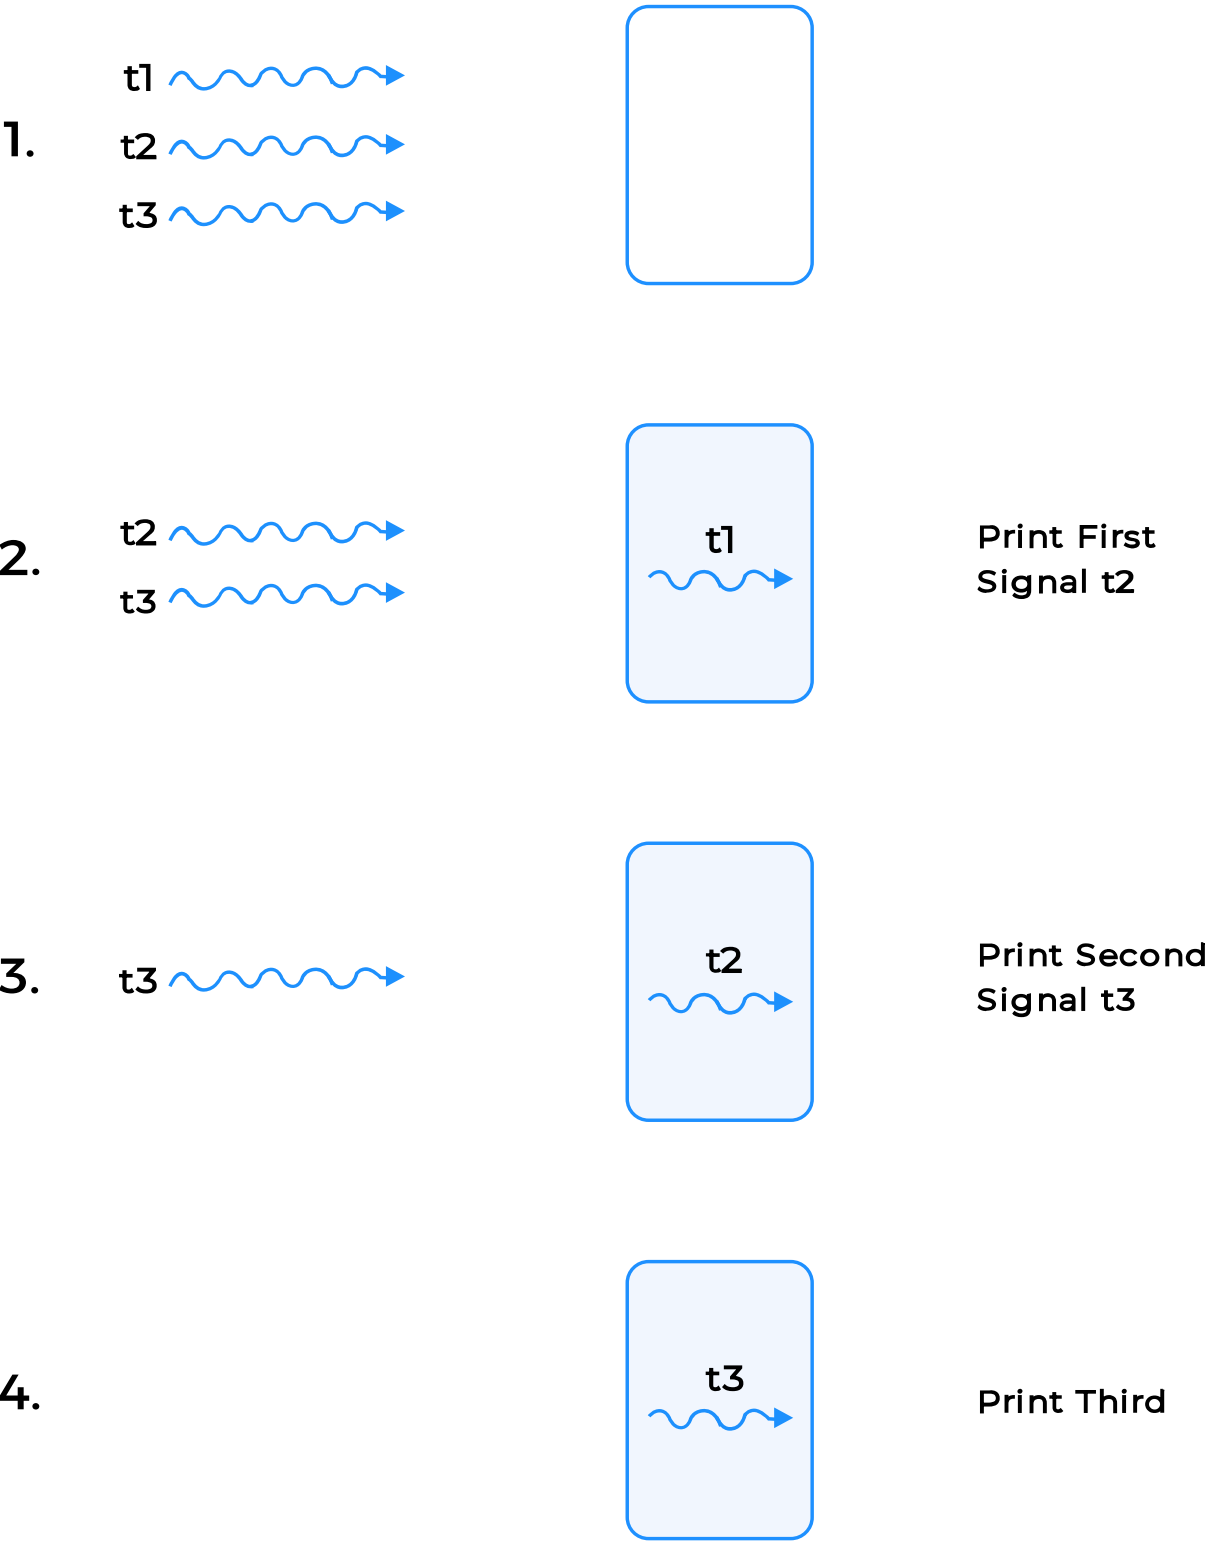 t1
1.
t2
t3
t2
t1
Print First
2.
Signal t2
t3
t2
Print Second
3.
t3
Signal t3
t3
4.
Print Third